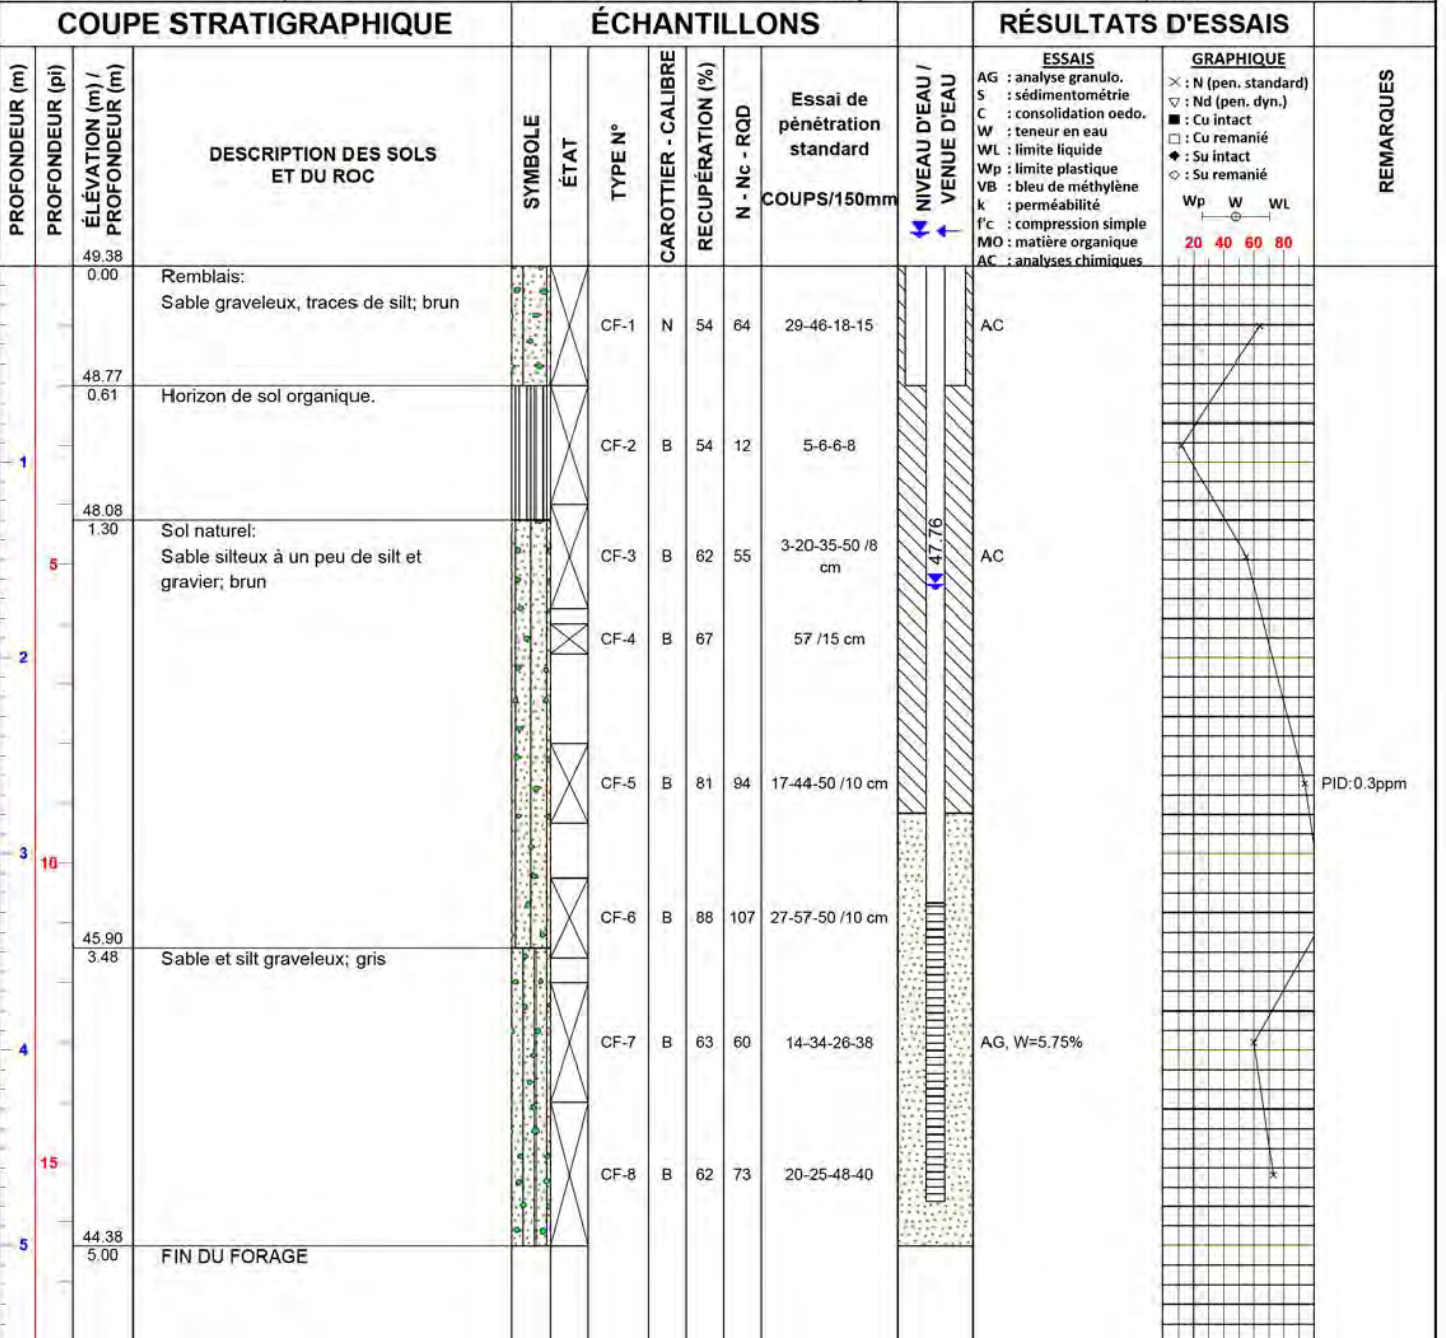 COUPE STRATIGRAPHIQUE
ÉCHANTILLONS
RÉSULTATS D'ESSAIS
PROFONDEUR (m)
PROFONDEUR (pi)
ÉLÉVATION (m) /
PROFONDEUR (m)
DESCRIPTION DES SOLS
ET DU ROC
SYMBOLE
ÉTAT
TYPE N°
CAROTTIER - CALIBRE
RECUPÉRATION (%)
N - Nc - RQD
Essai de
pénétration
standard
COUPS/150mm
NIVEAU D'EAU /
VENUE D'EAU
ESSAIS
AG : analyse granulo.
S : sédimentométrie
C : consolidation oedo.
W : teneur en eau
WL : limite liquide
Wp : limite plastique
VB : bleu de méthylène
k : perméabilité
f'c : compression simple
MO : matière organique
AC : analyses chimiques
GRAPHIQUE
× : N (pen. standard)
▽ : Nd (pen. dyn.)
■ : Cu intact
□ : Cu remanié
◆ : Su intact
◇ : Su remanié
Wp W WL
20 40 60 80
REMARQUES
49.38
0.00
Remblais:
Sable graveleux, traces de silt; brun
CF-1 N 54 64 29-46-18-15 AC
48.77
0.61
Horizon de sol organique.
CF-2 B 54 12 5-6-6-8
1
48.08
1.30
Sol naturel:
Sable silteux à un peu de silt et
gravier; brun
CF-3 B 62 55 3-20-35-50 /8
cm
47.76
AC
5
CF-4 B 67 57 /15 cm
2
CF-5 B 81 94 17-44-50 /10 cm PID:0.3ppm
3
10
CF-6 B 88 107 27-57-50 /10 cm
45.90
3.48
Sable et silt graveleux; gris
4
CF-7 B 63 60 14-34-26-38 AG, W=5.75%
15
CF-8 B 62 73 20-25-48-40
44.38
5
5.00
FIN DU FORAGE